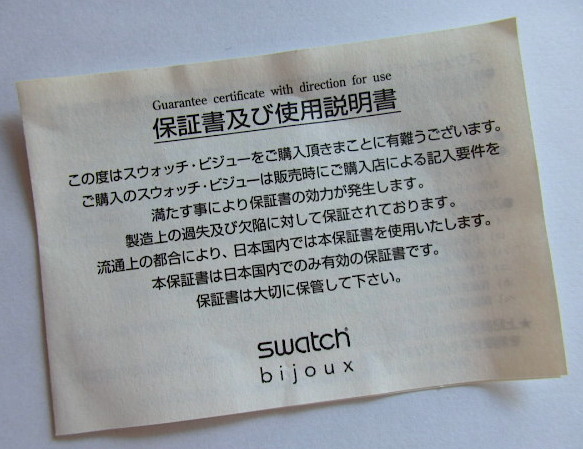 Guarantee certificate with direction for use
保証書及び使用説明書
この度はスウォッチ・ビジューをご購入頂きまことに有難うございます。
ご購入のスウォッチ・ビジューは販売時にご購入店による記入要件を
満たす事により保証書の効力が発生します。
製造上の過失及び欠陥に対して保証されております。
流通上の都合により、日本国内では本保証書を使用いたします。
本保証書は日本国内でのみ有効の保証書です。
保証書は大切に保管して下さい。
swatch
bijoux